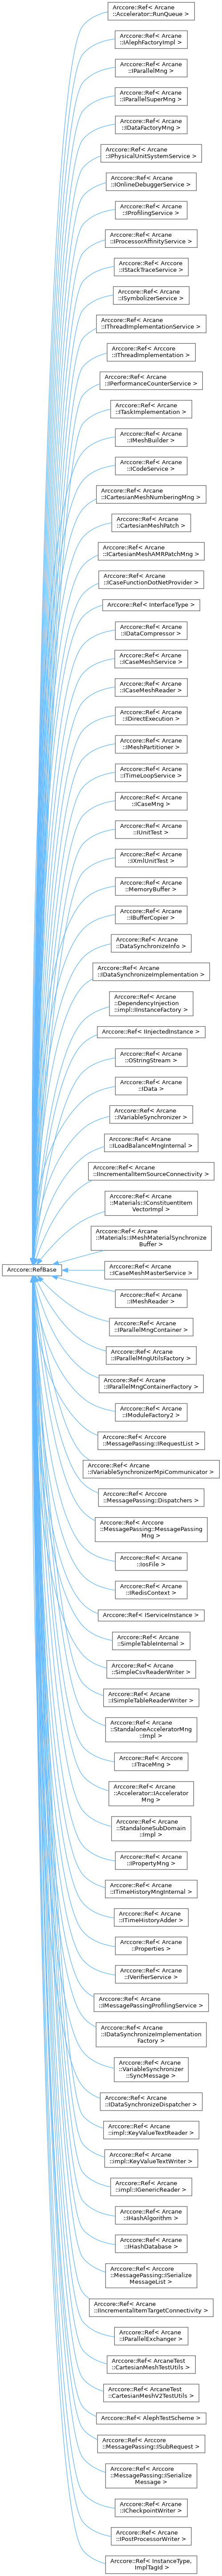 Arccore::Ref< Arcane
::Accelerator::RunQueue >
Arccore::Ref< Arcane
::IAlephFactoryImpl >
Arccore::Ref< Arcane
::IParallelMng >
Arccore::Ref< Arcane
::IParallelSuperMng >
Arccore::Ref< Arcane
::IDataFactoryMng >
Arccore::Ref< Arcane
::IPhysicalUnitSystemService >
Arccore::Ref< Arcane
::IOnlineDebuggerService >
Arccore::Ref< Arcane
::IProfilingService >
Arccore::Ref< Arcane
::IProcessorAffinityService >
Arccore::Ref< Arccore
::IStackTraceService >
Arccore::Ref< Arcane
::ISymbolizerService >
Arccore::Ref< Arcane
::IThreadImplementationService >
Arccore::Ref< Arccore
::IThreadImplementation >
Arccore::Ref< Arcane
::IPerformanceCounterService >
Arccore::Ref< Arcane
::ITaskImplementation >
Arccore::Ref< Arcane
::IMeshBuilder >
Arccore::Ref< Arcane
::ICodeService >
Arccore::Ref< Arcane
::ICartesianMeshNumberingMng >
Arccore::Ref< Arcane
::CartesianMeshPatch >
Arccore::Ref< Arcane
::ICartesianMeshAMRPatchMng >
Arccore::Ref< Arcane
::ICaseFunctionDotNetProvider >
Arccore::Ref< InterfaceType >
Arccore::Ref< Arcane
::IDataCompressor >
Arccore::Ref< Arcane
::ICaseMeshService >
Arccore::Ref< Arcane
::ICaseMeshReader >
Arccore::Ref< Arcane
::IDirectExecution >
Arccore::Ref< Arcane
::IMeshPartitioner >
Arccore::Ref< Arcane
::ITimeLoopService >
Arccore::Ref< Arcane
::ICaseMng >
Arccore::Ref< Arcane
::IUnitTest >
Arccore::Ref< Arcane
::IXmlUnitTest >
Arccore::Ref< Arcane
::MemoryBuffer >
Arccore::Ref< Arcane
::IBufferCopier >
Arccore::Ref< Arcane
::DataSynchronizeInfo >
Arccore::Ref< Arcane
::IDataSynchronizeImplementation >
Arccore::Ref< Arcane
::DependencyInjection
::impl::IInstanceFactory >
Arccore::Ref< IInjectedInstance >
Arccore::Ref< Arcane
::OStringStream >
Arccore::Ref< Arcane
::IData >
Arccore::Ref< Arcane
::IVariableSynchronizer >
Arccore::Ref< Arcane
::ILoadBalanceMngInternal >
Arccore::Ref< Arcane
::IIncrementalItemSourceConnectivity >
Arccore::Ref< Arcane
::Materials::IConstituentItem
VectorImpl >
Arccore::Ref< Arcane
::Materials::IMeshMaterialSynchronize
Buffer >
Arccore::RefBase
Arccore::Ref< Arcane
::ICaseMeshMasterService >
Arccore::Ref< Arcane
::IMeshReader >
Arccore::Ref< Arcane
::IParallelMngContainer >
Arccore::Ref< Arcane
::IParallelMngUtilsFactory >
Arccore::Ref< Arcane
::IParallelMngContainerFactory >
Arccore::Ref< Arcane
::IModuleFactory2 >
Arccore::Ref< Arccore
::MessagePassing::IRequestList >
Arccore::Ref< Arcane
::IVariableSynchronizerMpiCommunicator >
Arccore::Ref< Arccore
::MessagePassing::Dispatchers >
Arccore::Ref< Arccore
::MessagePassing::MessagePassing
Mng >
Arccore::Ref< Arcane
::IosFile >
Arccore::Ref< Arcane
::IRedisContext >
Arccore::Ref< IServiceInstance >
Arccore::Ref< Arcane
::SimpleTableInternal >
Arccore::Ref< Arcane
::SimpleCsvReaderWriter >
Arccore::Ref< Arcane
::ISimpleTableReaderWriter >
Arccore::Ref< Arcane
::StandaloneAcceleratorMng
::Impl >
Arccore::Ref< Arccore
::ITraceMng >
Arccore::Ref< Arcane
::Accelerator::IAccelerator
Mng >
Arccore::Ref< Arcane
::StandaloneSubDomain
::Impl >
Arccore::Ref< Arcane
::IPropertyMng >
Arccore::Ref< Arcane
::ITimeHistoryMngInternal >
Arccore::Ref< Arcane
::ITimeHistoryAdder >
Arccore::Ref< Arcane
::Properties >
Arccore::Ref< Arcane
::IVerifierService >
Arccore::Ref< Arcane
::IMessagePassingProfilingService >
Arccore::Ref< Arcane
::IDataSynchronizeImplementation
Factory >
Arccore::Ref< Arcane
::VariableSynchronizer
::SyncMessage >
Arccore::Ref< Arcane
::IDataSynchronizeDispatcher >
Arccore::Ref< Arcane
::impl::KeyValueTextReader >
Arccore::Ref< Arcane
::impl::KeyValueTextWriter >
Arccore::Ref< Arcane
::impl::IGenericReader >
Arccore::Ref< Arcane
::IHashAlgorithm >
Arccore::Ref< Arcane
::IHashDatabase >
Arccore::Ref< Arccore
::MessagePassing::ISerialize
MessageList >
Arccore::Ref< Arcane
::IIncrementalItemTargetConnectivity >
Arccore::Ref< Arcane
::IParallelExchanger >
Arccore::Ref< ArcaneTest
::CartesianMeshTestUtils >
Arccore::Ref< ArcaneTest
::CartesianMeshV2TestUtils >
Arccore::Ref< AlephTestScheme >
Arccore::Ref< Arccore
::MessagePassing::ISubRequest >
Arccore::Ref< Arccore
::MessagePassing::ISerialize
Message >
Arccore::Ref< Arcane
::ICheckpointWriter >
Arccore::Ref< Arcane
::IPostProcessorWriter >
Arccore::Ref< InstanceType,
ImplTagId >